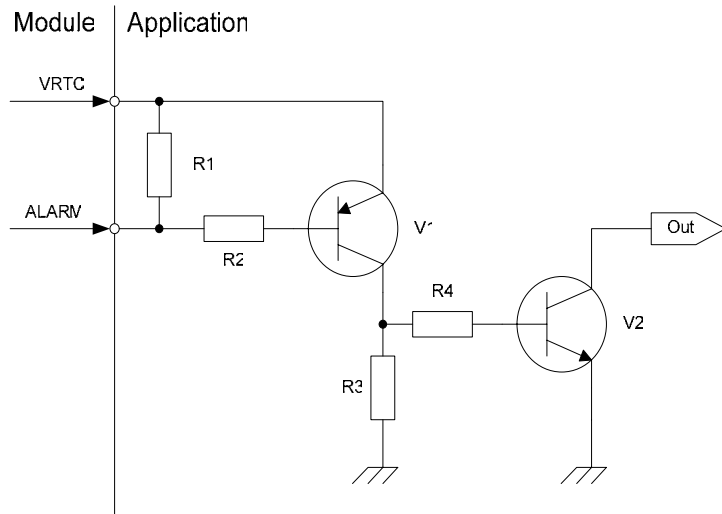 Module Application
VRTC
R1
ALARM
V1
R2
Out
R4
V2
R3